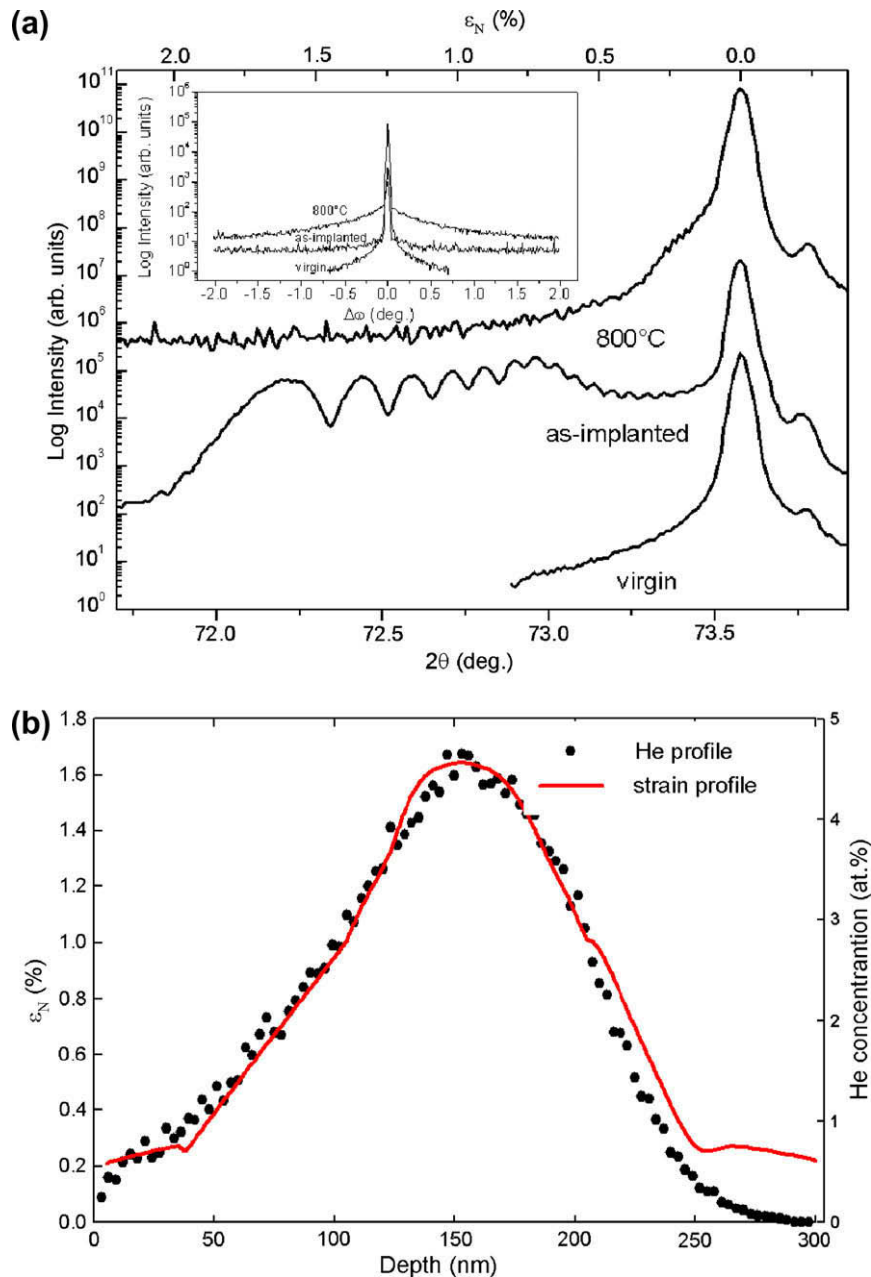 (a)
ε_N (%)
2.0 1.5 1.0 0.5 0.0
Log Intensity (arb. units)
10^11
10^10
10^9
10^8
10^7
10^6
10^5
10^4
10^3
10^2
10^1
10^0
Log Intensity (arb. units)
10^6
10^5
10^4
10^3
10^2
10^1
10^0
800°C
as-implanted
virgin
-2.0 -1.5 -1.0 -0.5 0.0 0.5 1.0 1.5 2.0
Δω (deg.)
800°C
as-implanted
virgin
72.0 72.5 73.0 73.5
2θ (deg.)
(b)
ε_N (%)
1.8
1.6
1.4
1.2
1.0
0.8
0.6
0.4
0.2
0.0
He profile
strain profile
5
4
3
2
1
0
He concentrantion (at.%)
0 50 100 150 200 250 300
Depth (nm)